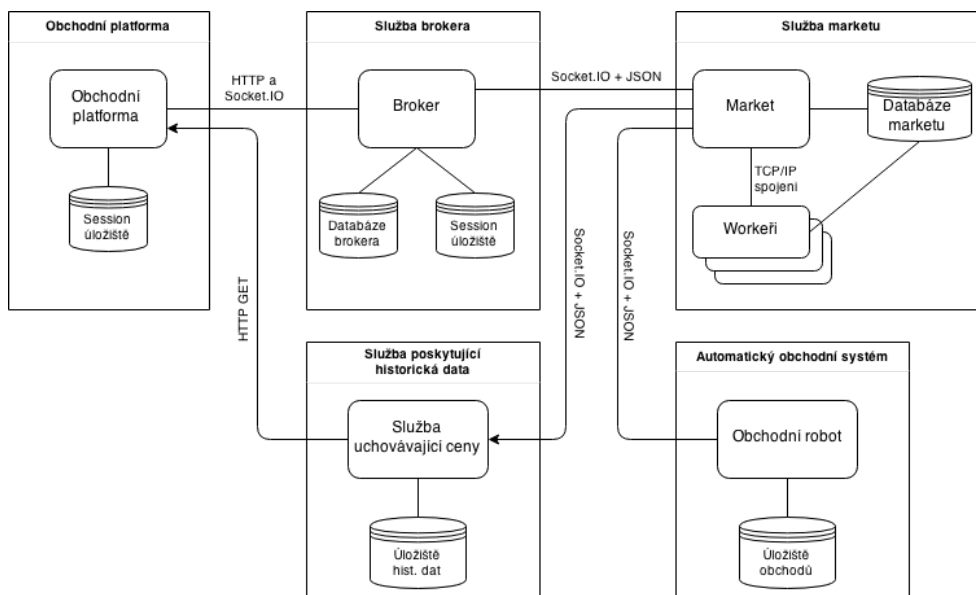 Obchodní platforma
Obchodní
platforma
Session
úložiště
HTTP a
Socket.IO
Služba brokera
Broker
Databáze
brokera
Session
úložiště
Socket.IO + JSON
Služba marketu
Market
Databáze
marketu
TCP/IP
spojení
Workeři
HTTP GET
Socket.IO + JSON
Socket.IO + JSON
Služba poskytující
historická data
Služba
uchovávající ceny
Úložiště
hist. dat
Automatický obchodní systém
Obchodní robot
Úložiště
obchodů